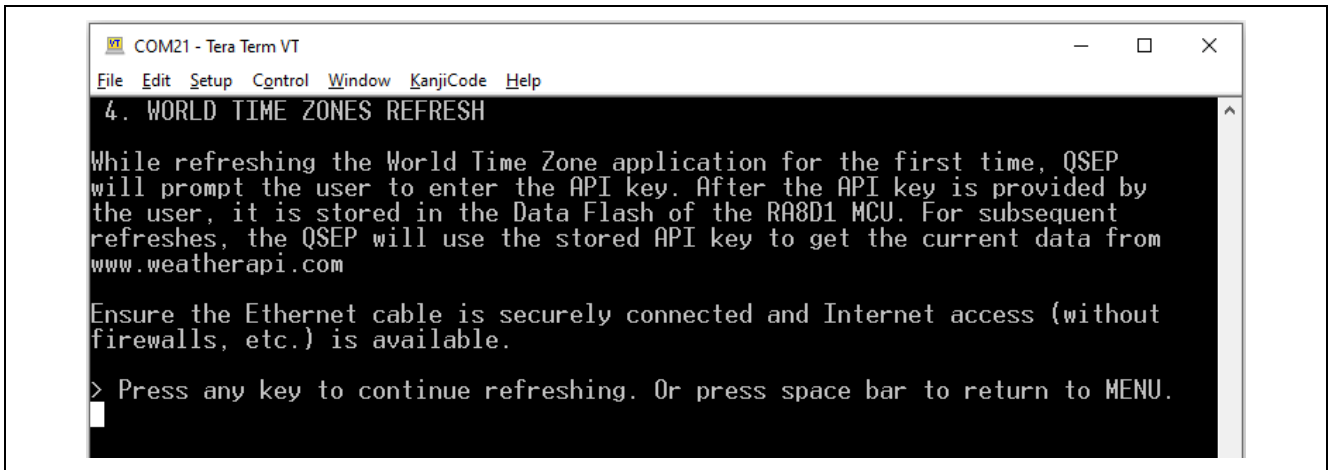 COM21 - Tera Term VT
File Edit Setup Control Window KanjiCode Help
4. WORLD TIME ZONES REFRESH
While refreshing the World Time Zone application for the first time, QSEP
will prompt the user to enter the API key. After the API key is provided by
the user, it is stored in the Data Flash of the RA8D1 MCU. For subsequent
refreshes, the QSEP will use the stored API key to get the current data from
www.weatherapi.com
Ensure the Ethernet cable is securely connected and Internet access (without
firewalls, etc.) is available.
> Press any key to continue refreshing. Or press space bar to return to MENU.